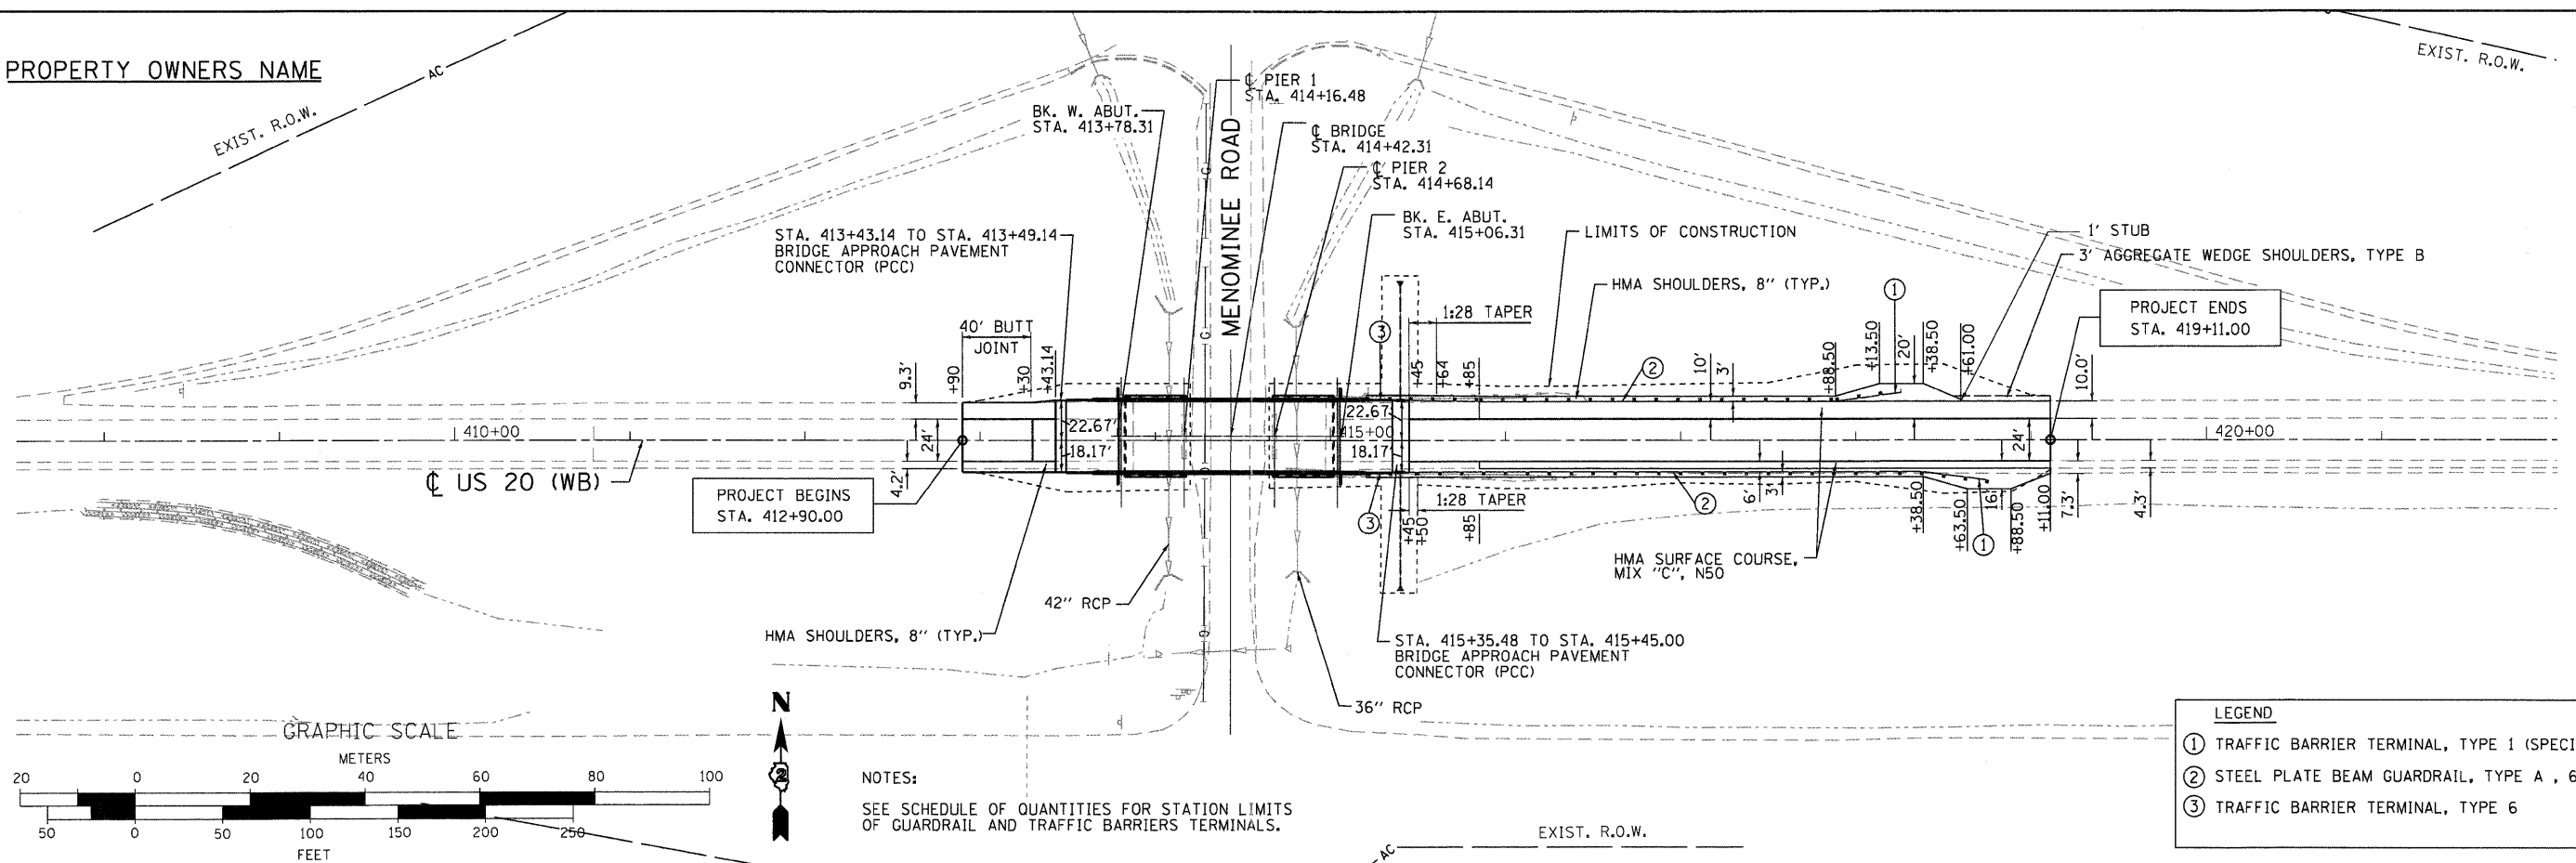 PROPERTY OWNERS NAME
EXIST. R.O.W.
AC
EXIST. R.O.W.
℄ PIER 1
STA. 414+16.48
BK. W. ABUT.
STA. 413+78.31
MENOMINEE ROAD
℄ BRIDGE
STA. 414+42.31
℄ PIER 2
STA. 414+68.14
BK. E. ABUT.
STA. 415+06.31
STA. 413+43.14 TO STA. 413+49.14
BRIDGE APPROACH PAVEMENT
CONNECTOR (PCC)
LIMITS OF CONSTRUCTION
1' STUB
3' AGGREGATE WEDGE SHOULDERS, TYPE B
HMA SHOULDERS, 8" (TYP.)
1
PROJECT ENDS
STA. 419+11.00
40' BUTT
JOINT
3
1:28 TAPER
9.3'
+90
+30
+43.14
+45
+64
+85
2
10'
3'
+88.50
+13.50
20'
+38.50
+61.00
10.0'
G
G
410+00
24'
22.67'
18.17'
22.67'
18.17'
415+00
24'
420+00
℄ US 20 (WB)
4.2'
PROJECT BEGINS
STA. 412+90.00
3
1:28 TAPER
+45
+50
+85
2
6'
3'
+38.50
+63.50
16'
+88.50
+11.00
7.3'
4.3'
1
HMA SURFACE COURSE,
MIX "C", N50
42" RCP
HMA SHOULDERS, 8" (TYP.)
STA. 415+35.48 TO STA. 415+45.00
BRIDGE APPROACH PAVEMENT
CONNECTOR (PCC)
36" RCP
GRAPHIC SCALE
METERS
20 0 20 40 60 80 100
50 0 50 100 150 200 250
FEET
N
2
NOTES:
SEE SCHEDULE OF QUANTITIES FOR STATION LIMITS
OF GUARDRAIL AND TRAFFIC BARRIERS TERMINALS.
EXIST. R.O.W.
AC
LEGEND
1 TRAFFIC BARRIER TERMINAL, TYPE 1 (SPECI
2 STEEL PLATE BEAM GUARDRAIL, TYPE A , 6
3 TRAFFIC BARRIER TERMINAL, TYPE 6